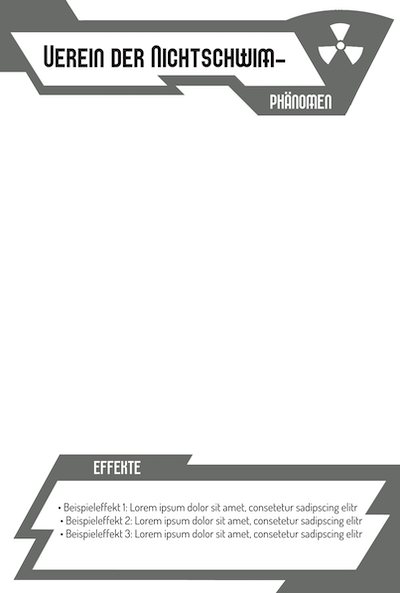 Verein der Nichtschwim-
Phänomen
Effekte
• Beispieleffekt 1: Lorem ipsum dolor sit amet, consetetur sadipscing elitr
• Beispieleffekt 2: Lorem ipsum dolor sit amet, consetetur sadipscing elitr
• Beispieleffekt 3: Lorem ipsum dolor sit amet, consetetur sadipscing elitr